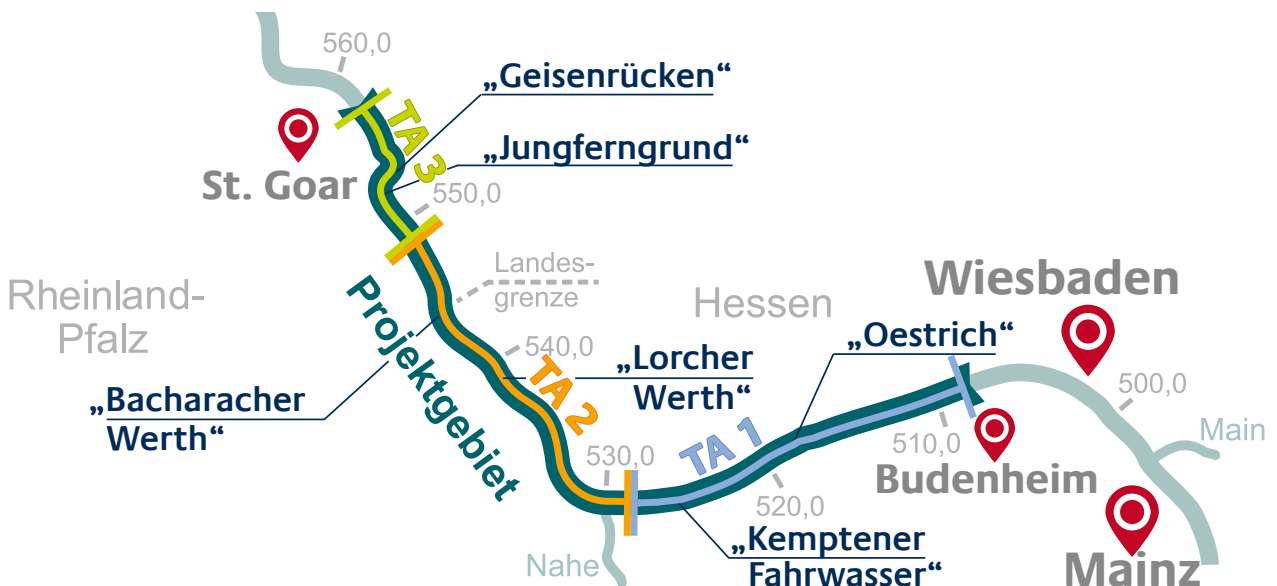 560,0
„Geisenrücken“
TA 3
„Jungferngrund“
St. Goar
550,0
Landes-
grenze
Rheinland-
Pfalz
Projektgebiet
Hessen
Wiesbaden
„Oestrich“
540,0
„Lorcher
Werth“
TA 2
„Bacharacher
Werth“
500,0
Main
510,0
Budenheim
TA 1
530,0
520,0
„Kemptener
Fahrwasser“
Nahe
Mainz